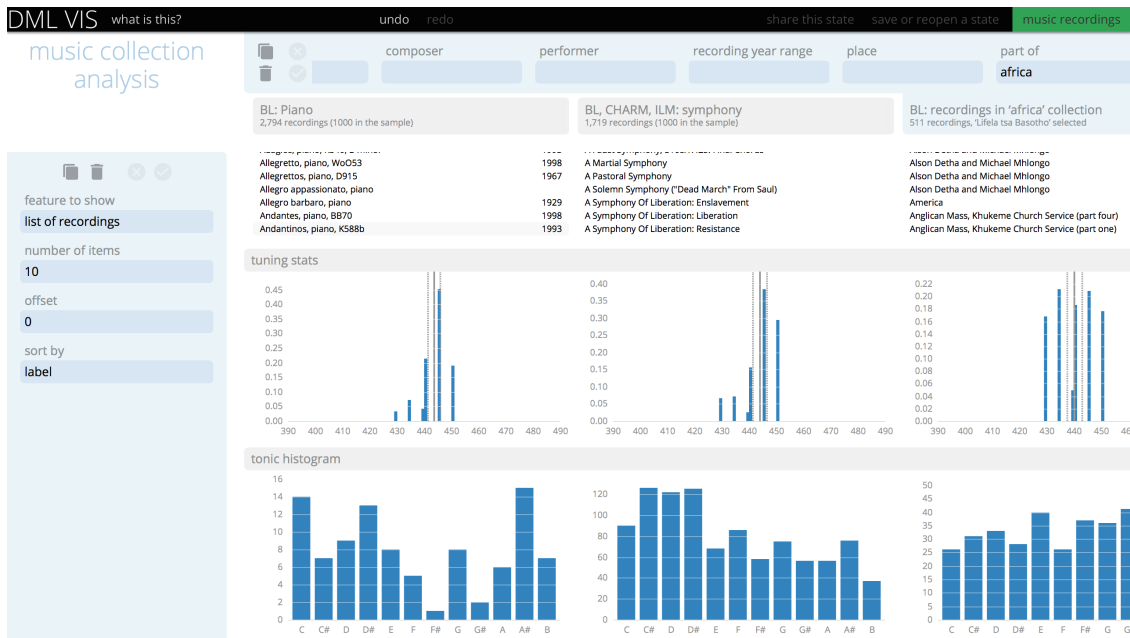 DML VIS what is this? undo redo share this state save or reopen a state music recordings
music collection
analysis
composer performer recording year range place part of
africa
BL: Piano
2,794 recordings (1000 in the sample)
BL, CHARM, ILM: symphony
1,719 recordings (1000 in the sample)
BL: recordings in ‘africa’ collection
511 recordings, ‘Lifela tsa Basotho’ selected
feature to show
list of recordings
number of items
10
offset
0
sort by
label
Alson Detha and Michael Mhlongo
Allegretto, piano, WoO53 1998 A Martial Symphony Alson Detha and Michael Mhlongo
Allegrettos, piano, D915 1967 A Pastoral Symphony Alson Detha and Michael Mhlongo
Allegro appassionato, piano A Solemn Symphony ("Dead March" From Saul) Alson Detha and Michael Mhlongo
Allegro barbaro, piano 1929 A Symphony Of Liberation: Enslavement America
Andantes, piano, BB70 1998 A Symphony Of Liberation: Liberation Anglican Mass, Khukeme Church Service (part four)
Andantinos, piano, K588b 1993 A Symphony Of Liberation: Resistance Anglican Mass, Khukeme Church Service (part one)
tuning stats
0.45
0.40
0.35
0.30
0.25
0.20
0.15
0.10
0.05
0.00
390 400 410 420 430 440 450 460 470 480 490
0.40
0.35
0.30
0.25
0.20
0.15
0.10
0.05
0.00
390 400 410 420 430 440 450 460 470 480 490
0.22
0.20
0.18
0.16
0.14
0.12
0.10
0.08
0.06
0.04
0.02
0.00
390 400 410 420 430 440 450
tonic histogram
16
14
12
10
8
6
4
2
0
C C# D D# E F F# G G# A A# B
120
100
80
60
40
20
0
C C# D D# E F F# G G# A A# B
50
45
40
35
30
25
20
15
10
5
0
C C# D D# E F F# G